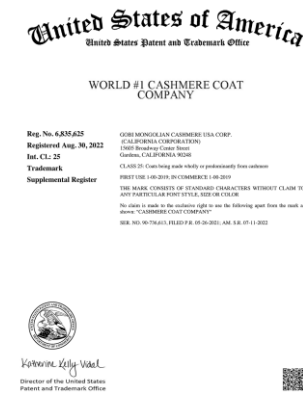 United States of America
United States Patent and Trademark Office
WORLD #1 CASHMERE COAT
COMPANY
Reg. No. 6,835,625
Registered Aug. 30, 2022
Int. Cl.: 25
Trademark
Supplemental Register
GOBI MONGOLIAN CASHMERE USA CORP.
(CALIFORNIA CORPORATION)
Broadway Center Street
Gardena, CALIFORNIA 90248
CLASS 25: Coats being made wholly or predominantly from cashmere
FIRST USE 1-00-2019; IN COMMERCE 1-00-2019
THE MARK CONSISTS OF STANDARD CHARACTERS WITHOUT CLAIM TO
ANY PARTICULAR FONT STYLE, SIZE OR COLOR
No claim is made to the exclusive right to use the following apart from the mark a
shown: "CASHMERE COAT COMPANY"
SER. NO. 90-736,613, FILED P.R. 05-26-2021; AM. S.R. 07-11-2022
Katherine Kelly Vidal
Director of the United States
Patent and Trademark Office